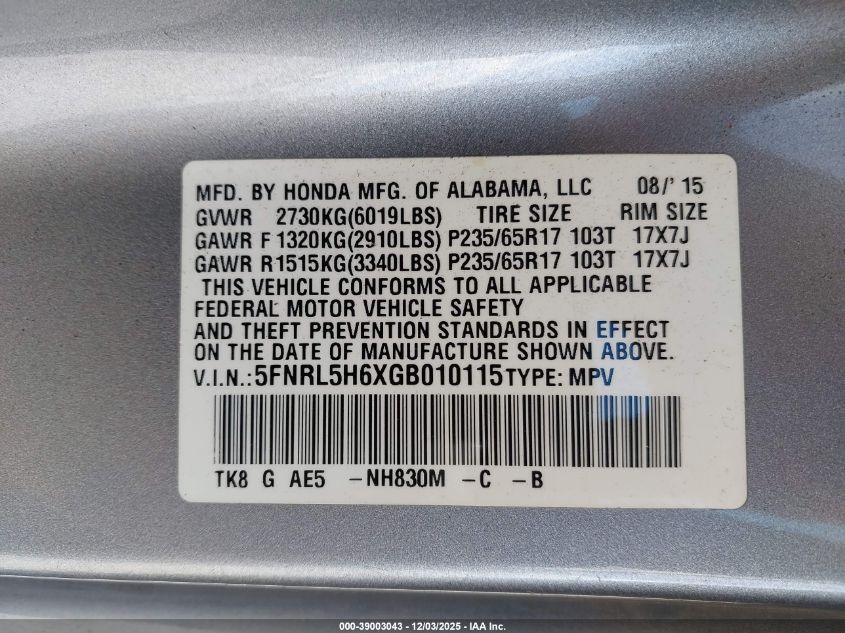 MFD. BY HONDA MFG. OF ALABAMA, LLC 08/' 15
GVWR 2730KG(6019LBS) TIRE SIZE RIM SIZE
GAWR F 1320KG(2910LBS) P235/65R17 103T 17X7J
GAWR R1515KG(3340LBS) P235/65R17 103T 17X7J
THIS VEHICLE CONFORMS TO ALL APPLICABLE
FEDERAL MOTOR VEHICLE SAFETY
AND THEFT PREVENTION STANDARDS IN EFFECT
ON THE DATE OF MANUFACTURE SHOWN ABOVE.
V.I.N.:5FNRL5H6XGB010115TYPE: MPV
TK8 G AE5 -NH830M -C -B
000-39003043 - 12/03/2025 - IAA Inc.